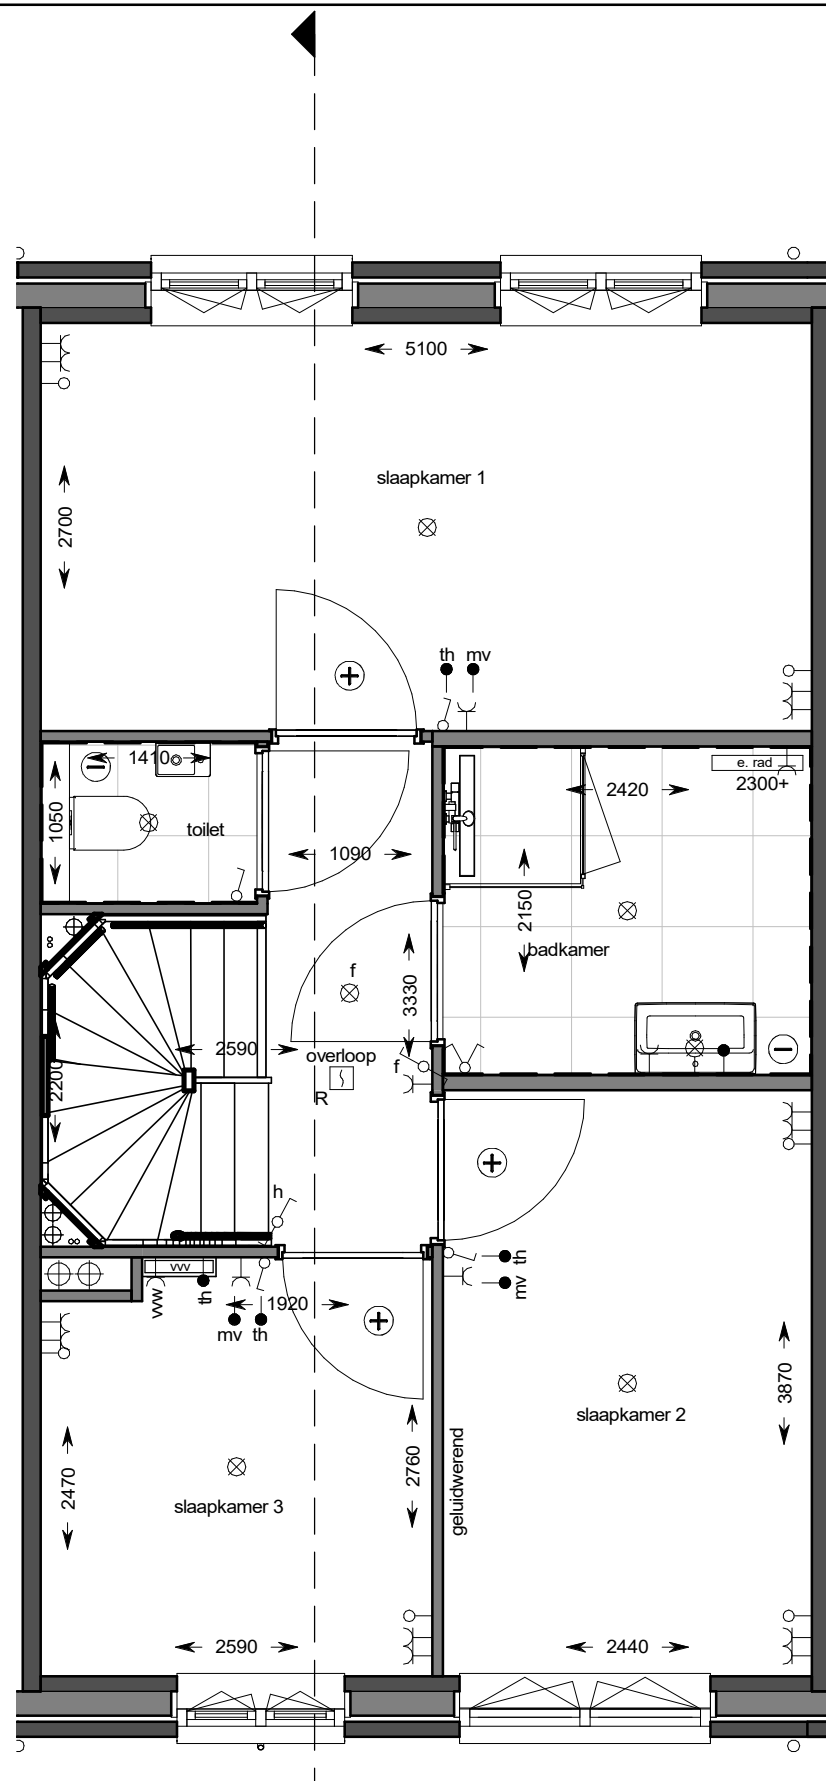 5100
slaapkamer 1
2700
th mv
1410
e. rad
2300+
2420
1050
toilet
1090
2150
badkamer
f
3330
2590
overloop
f
2200
R
h
vvv
vvw
th
1920
mv th
th
mv
3870
slaapkamer 2
2470
2760
geluidwerend
slaapkamer 3
2590
2440